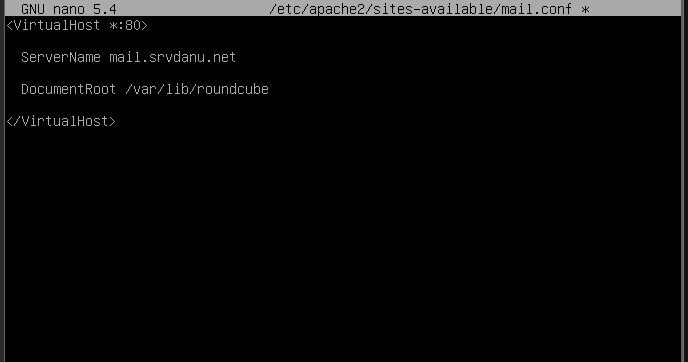 GNU nano 5.4 /etc/apache2/sites-available/mail.conf *
<VirtualHost *:80>
ServerName mail.srvdanu.net
DocumentRoot /var/lib/roundcube
</VirtualHost>